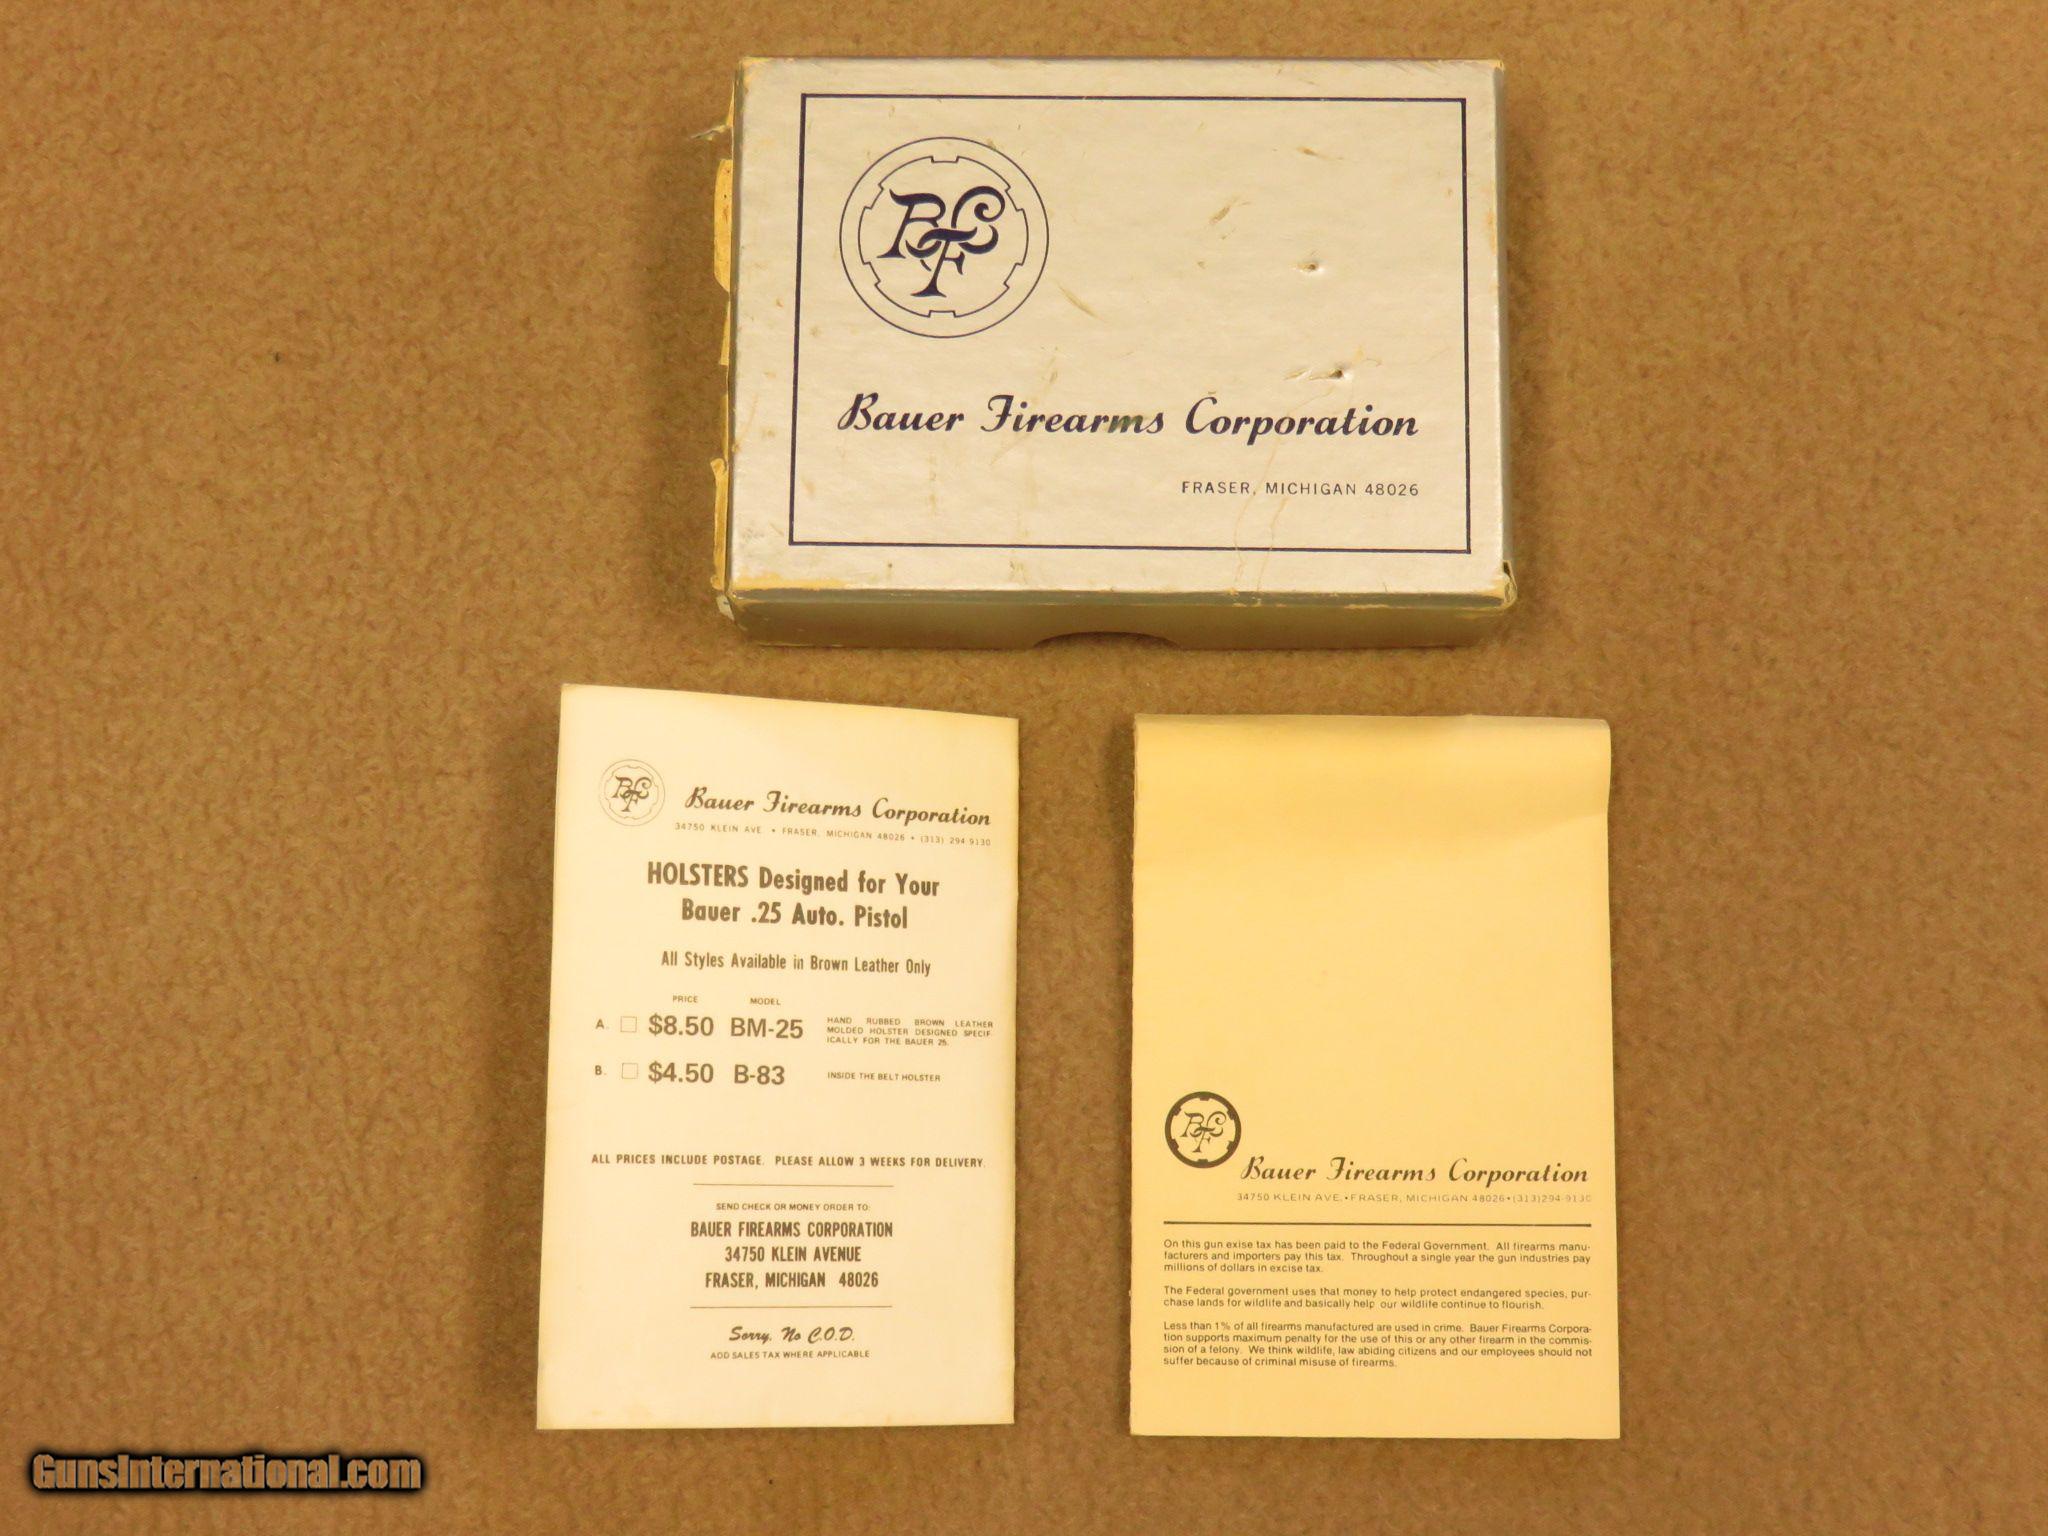 BFC
Bauer Firearms Corporation
FRASER, MICHIGAN 48026
BFC
Bauer Firearms Corporation
34750 KLEIN AVE • FRASER, MICHIGAN 48026 • (313) 294 9130
HOLSTERS Designed for Your
Bauer .25 Auto. Pistol
All Styles Available in Brown Leather Only
PRICE MODEL
A. $8.50 BM-25 HAND RUBBED BROWN LEATHER
MOLDED HOLSTER DESIGNED SPECIF
ICALLY FOR THE BAUER 25.
B. $4.50 B-83 INSIDE THE BELT HOLSTER
ALL PRICES INCLUDE POSTAGE. PLEASE ALLOW 3 WEEKS FOR DELIVERY.
SEND CHECK OR MONEY ORDER TO:
BAUER FIREARMS CORPORATION
34750 KLEIN AVENUE
FRASER, MICHIGAN 48026
Sorry, No C.O.D.
ADD SALES TAX WHERE APPLICABLE
BFC
Bauer Firearms Corporation
34750 KLEIN AVE. • FRASER, MICHIGAN 48026 • (313) 294-9130
On this gun exise tax has been paid to the Federal Government. All firearms manu-
facturers and importers pay this tax. Throughout a single year the gun industries pay
millions of dollars in excise tax.
The Federal government uses that money to help protect endangered species, pur-
chase lands for wildlife and basically help our wildlife continue to flourish.
Less than 1% of all firearms manufactured are used in crime. Bauer Firearms Corpora-
tion supports maximum penalty for the use of this or any other firearm in the commis-
sion of a felony. We think wildlife, law abiding citizens and our employees should not
suffer because of criminal misuse of firearms.
GunsInternational.com